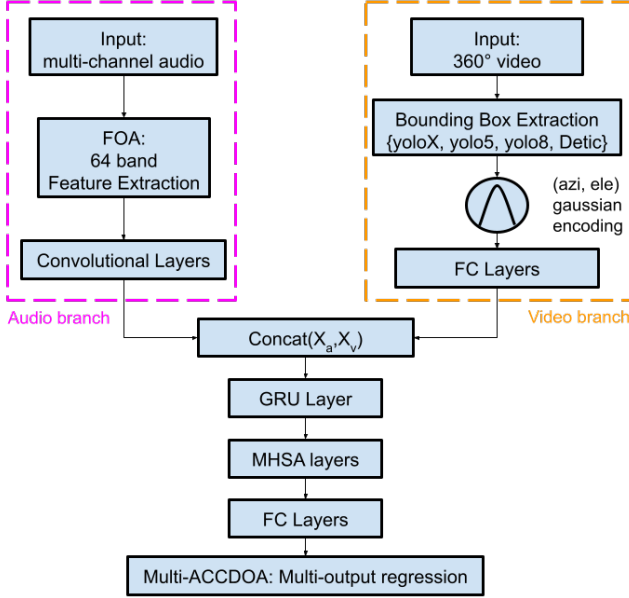 Input:
multi-channel audio
FOA:
64 band
Feature Extraction
Convolutional Layers
Audio branch
Input:
360° video
Bounding Box Extraction
{yoloX, yolo5, yolo8, Detic}
(azi, ele)
gaussian
encoding
FC Layers
Video branch
Concat(Xₐ,Xᵥ)
GRU Layer
MHSA layers
FC Layers
Multi-ACCDOA: Multi-output regression